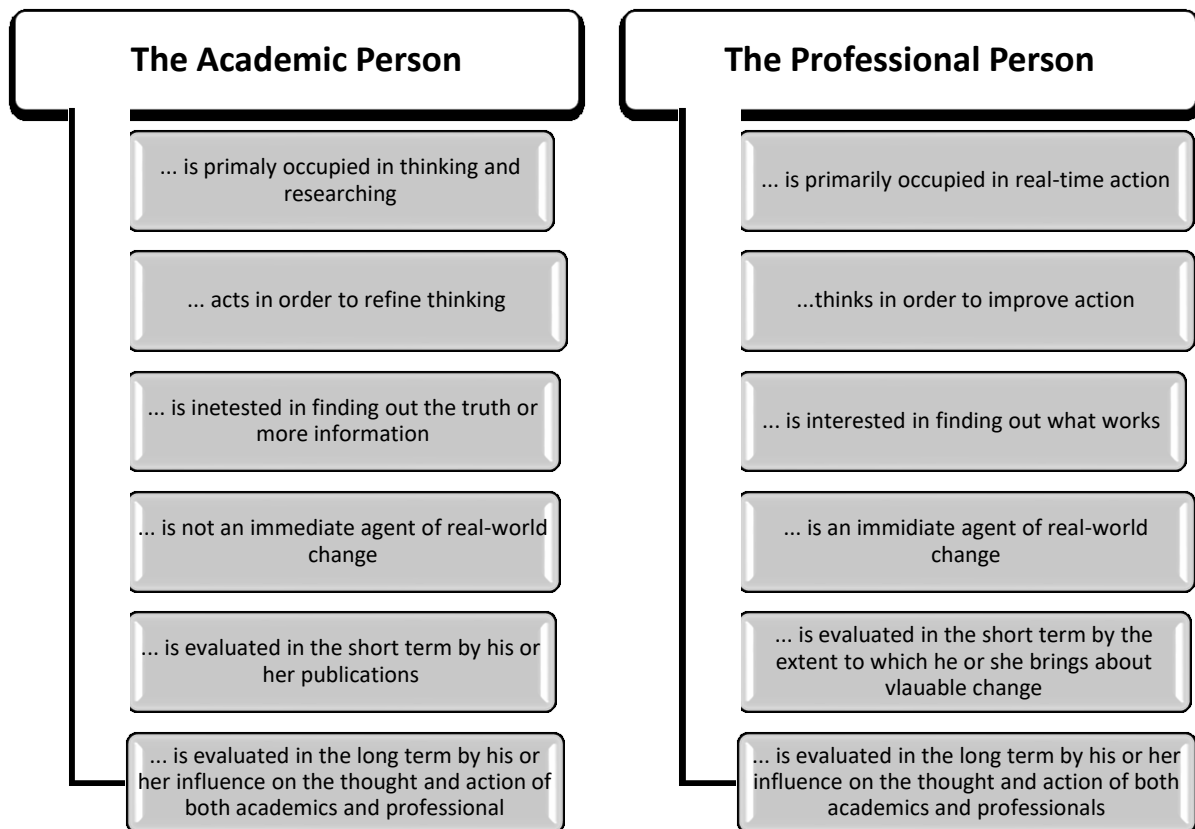 The Academic Person
... is primaly occupied in thinking and
researching
... acts in order to refine thinking
... is inetested in finding out the truth or
more information
... is not an immediate agent of real-world
change
... is evaluated in the short term by his or
her publications
... is evaluated in the long term by his or
her influence on the thought and action of
both academics and professional
The Professional Person
... is primarily occupied in real-time action
...thinks in order to improve action
... is interested in finding out what works
... is an immidiate agent of real-world
change
... is evaluated in the short term by the
extent to which he or she brings about
vlauable change
... is evaluated in the long term by his or her
influence on the thought and action of both
academics and professionals